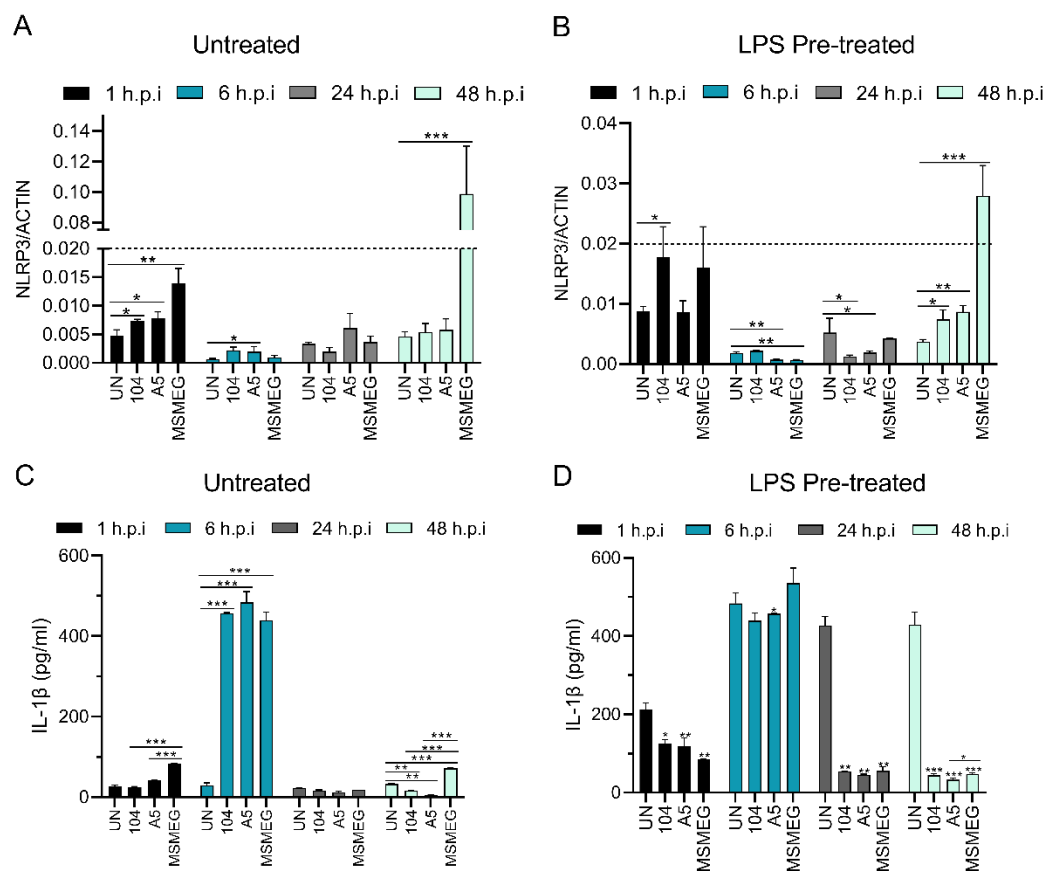 A
Untreated
1 h.p.i 6 h.p.i 24 h.p.i 48 h.p.i
NLRP3/ACTIN
0.14
0.12
0.10
0.08
0.020
0.015
0.010
0.005
0.000
***
**
*
*
*
UN 104 A5 MSMEG UN 104 A5 MSMEG UN 104 A5 MSMEG UN 104 A5 MSMEG
B
LPS Pre-treated
1 h.p.i 6 h.p.i 24 h.p.i 48 h.p.i
NLRP3/ACTIN
0.04
0.03
0.02
0.01
0.00
*
**
**
*
*
***
**
*
UN 104 A5 MSMEG UN 104 A5 MSMEG UN 104 A5 MSMEG UN 104 A5 MSMEG
C
Untreated
1 h.p.i 6 h.p.i 24 h.p.i 48 h.p.i
IL-1β (pg/ml)
600
400
200
0
***
***
***
***
***
***
***
***
**
**
UN 104 A5 MSMEG UN 104 A5 MSMEG UN 104 A5 MSMEG UN 104 A5 MSMEG
D
LPS Pre-treated
1 h.p.i 6 h.p.i 24 h.p.i 48 h.p.i
IL-1β (pg/ml)
600
400
200
0
* ** **
*
** ** **
*
*** *** ***
UN 104 A5 MSMEG UN 104 A5 MSMEG UN 104 A5 MSMEG UN 104 A5 MSMEG